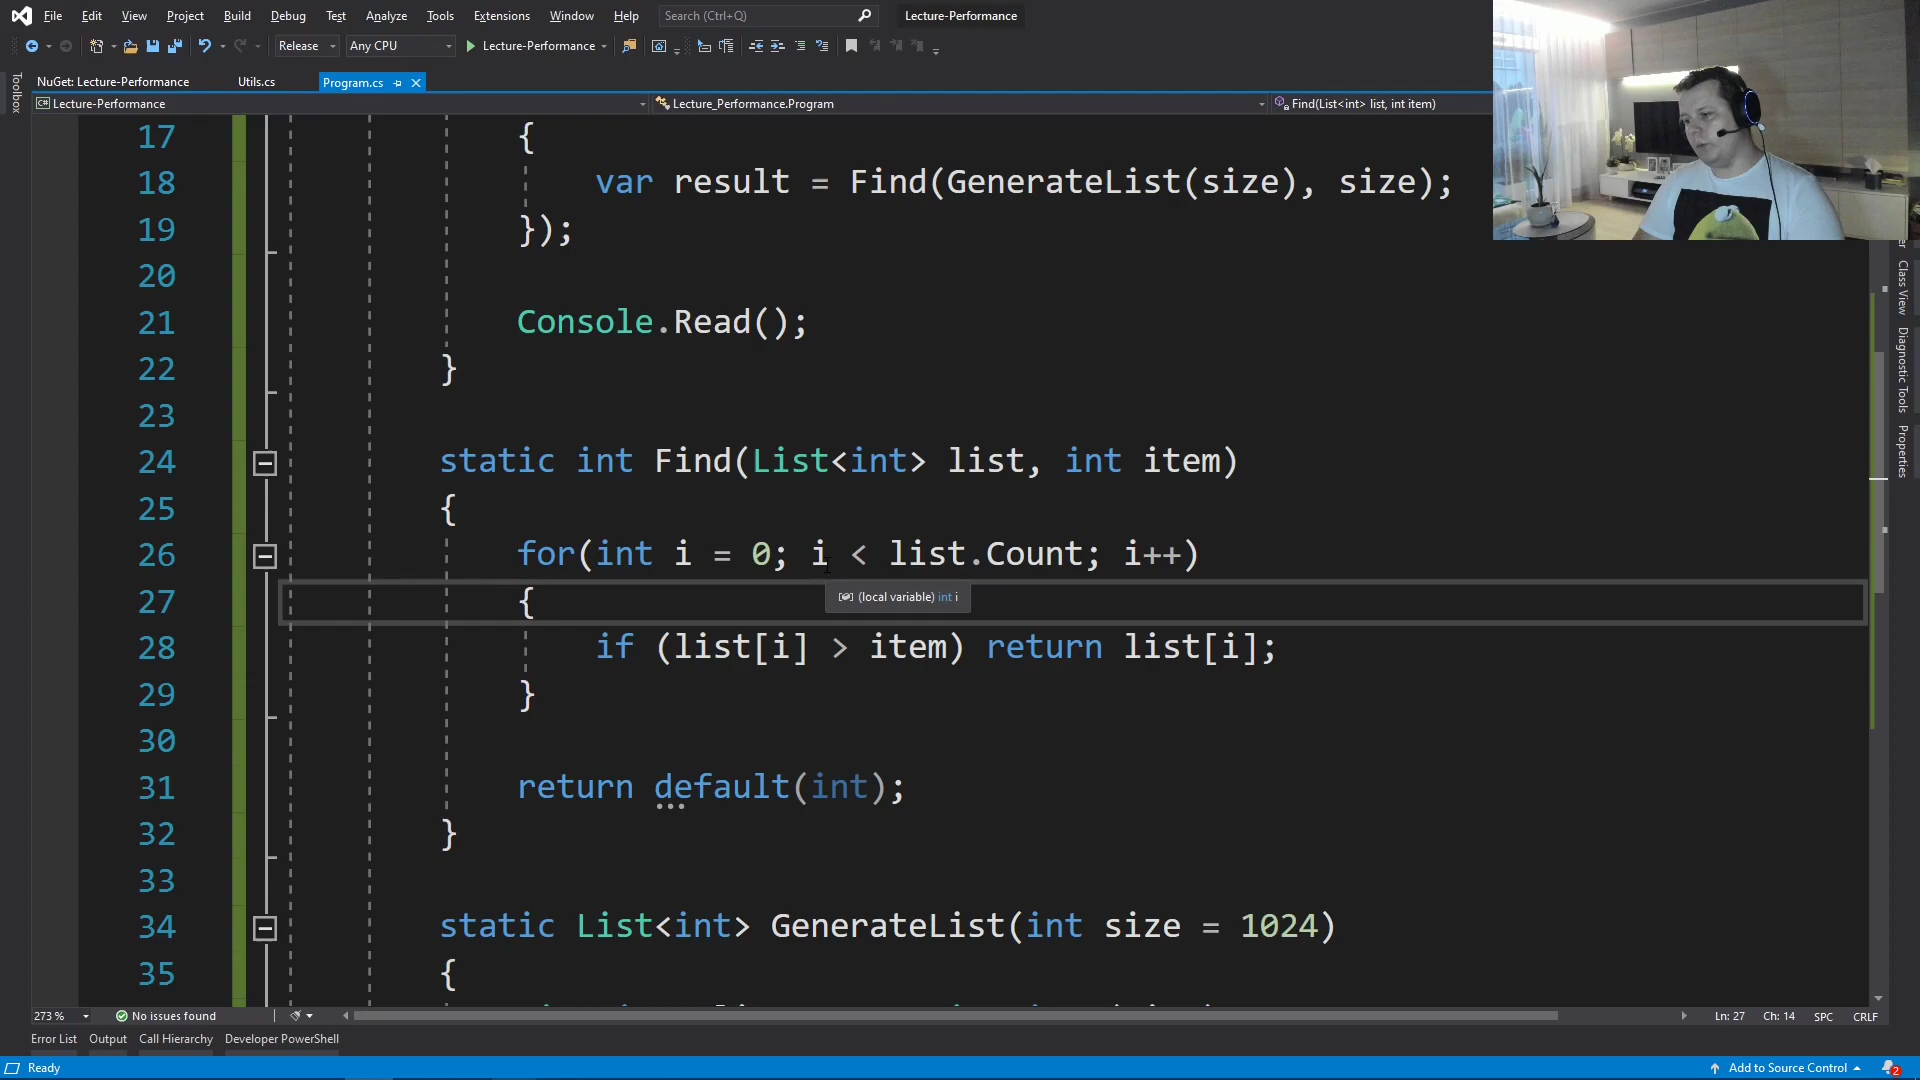 File Edit View Project Build Debug Test Analyze Tools Extensions Window Help Search (Ctrl+Q) Lecture-Performance
Release Any CPU Lecture-Performance
Toolbox
NuGet: Lecture-Performance Utils.cs Program.cs
C# Lecture-Performance Lecture_Performance.Program Find(List<int> list, int item)
17 {
18 var result = Find(GenerateList(size), size);
19 });
20
21 Console.Read();
22 }
23
24 static int Find(List<int> list, int item)
25 {
26 for(int i = 0; i < list.Count; i++)
27 {
(local variable) int i
28 if (list[i] > item) return list[i];
29 }
30
31 return default(int);
32 }
33
34 static List<int> GenerateList(int size = 1024)
35 {
Class View
Diagnostic Tools
Properties
273 % No issues found Ln: 27 Ch: 14 SPC CRLF
Error List Output Call Hierarchy Developer PowerShell
Ready Add to Source Control 2